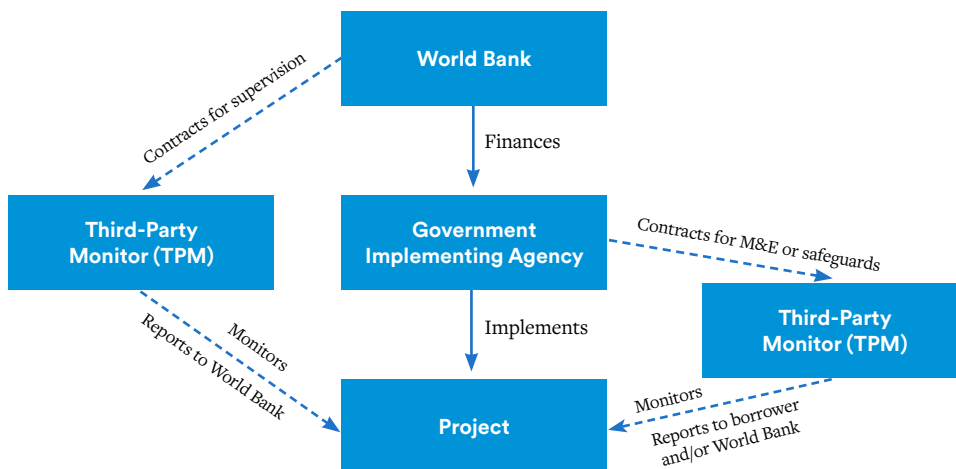 World Bank
Contracts for supervision
Finances
Third-Party
Monitor (TPM)
Government
Implementing Agency
Contracts for M&E or safeguards
Third-Party
Monitor (TPM)
Monitors
Reports to World Bank
Implements
Project
Monitors
Reports to borrower
and/or World Bank